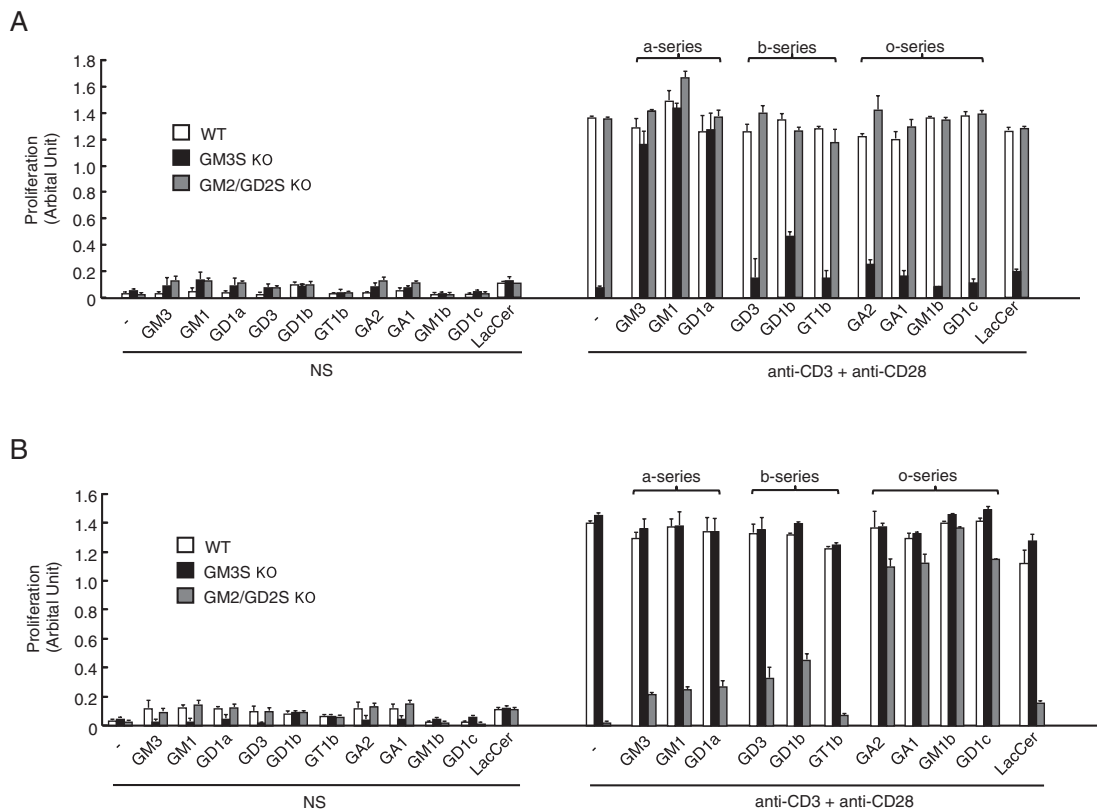 A
a-series b-series o-series
1.8
1.6
1.4
1.2
1.0
0.8
0.6
0.4
0.2
0
Proliferation
(Arbital Unit)
WT
GM3S KO
GM2/GD2S KO
- GM3 GM1 GD1a GD3 GD1b GT1b GA2 GA1 GM1b GD1c LacCer
- GM3 GM1 GD1a GD3 GD1b GT1b GA2 GA1 GM1b GD1c LacCer
NS anti-CD3 + anti-CD28
B
a-series b-series o-series
1.6
1.4
1.2
1.0
0.8
0.6
0.4
0.2
0
Proliferation
(Arbital Unit)
WT
GM3S KO
GM2/GD2S KO
- GM3 GM1 GD1a GD3 GD1b GT1b GA2 GA1 GM1b GD1c LacCer
- GM3 GM1 GD1a GD3 GD1b GT1b GA2 GA1 GM1b GD1c LacCer
NS anti-CD3 + anti-CD28